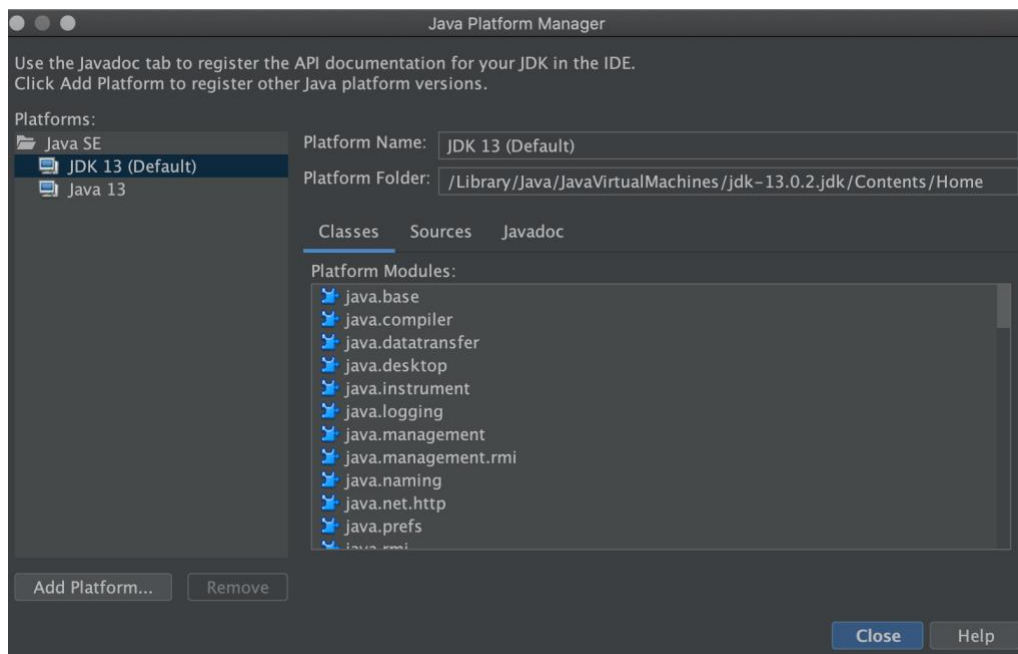 Java Platform Manager
Use the Javadoc tab to register the API documentation for your JDK in the IDE.
Click Add Platform to register other Java platform versions.
Platforms:
Java SE
JDK 13 (Default)
Java 13
Platform Name: JDK 13 (Default)
Platform Folder: /Library/Java/JavaVirtualMachines/jdk-13.0.2.jdk/Contents/Home
Classes Sources Javadoc
Platform Modules:
java.base
java.compiler
java.datatransfer
java.desktop
java.instrument
java.logging
java.management
java.management.rmi
java.naming
java.net.http
java.prefs
java.rmi
Add Platform... Remove
Close Help